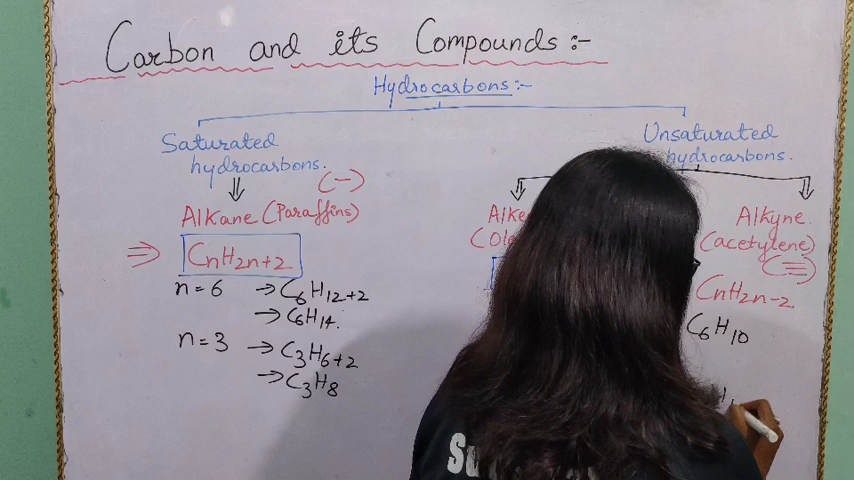 Carbon and its Compounds:-
Hydrocarbons:-
Saturated
hydrocarbons.
(-)
Alkane (Paraffins)
⇒ CnH2n+2
n = 6 → C6H12+2
→ C6H14.
n = 3 → C3H6+2
→ C3H8
Unsaturated
hydrocarbons.
Alkyne
(acetylene)
(≡)
CnH2n-2
C6H10